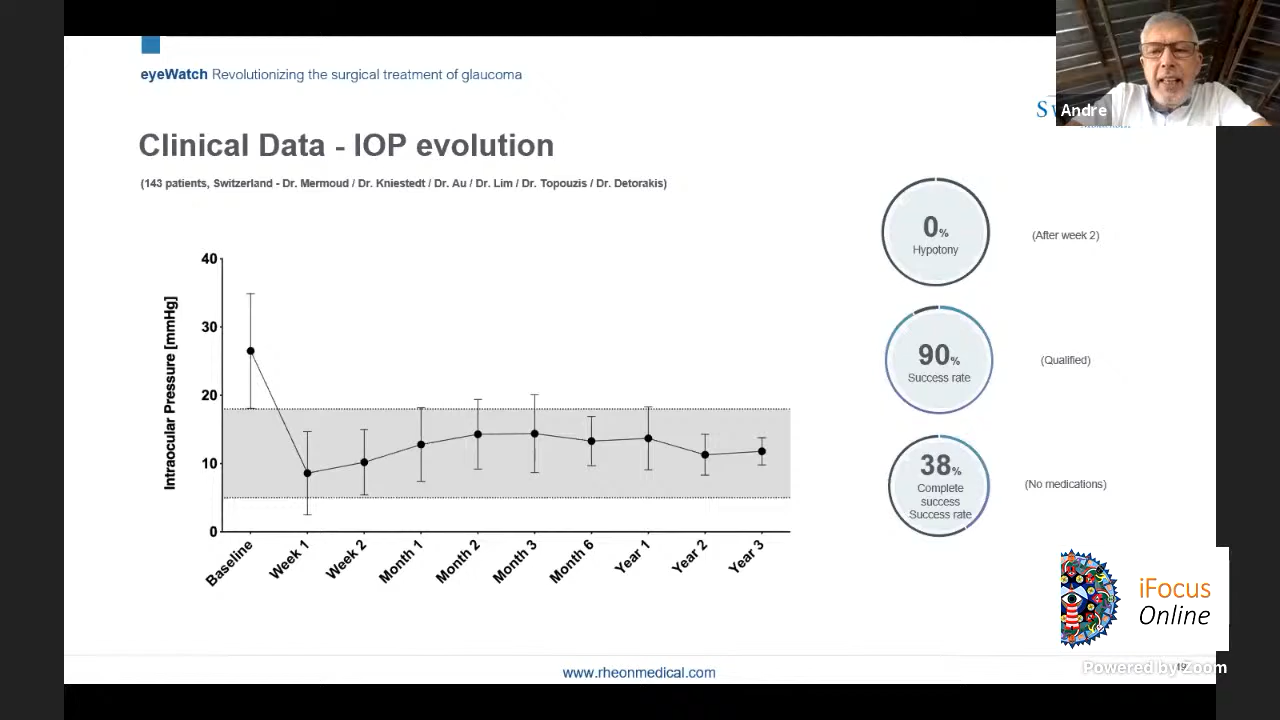 eyeWatch Revolutionizing the surgical treatment of glaucoma
Andre
Clinical Data - IOP evolution
(143 patients, Switzerland - Dr. Mermoud / Dr. Kniestedt / Dr. Au / Dr. Lim / Dr. Topouzis / Dr. Detorakis)
Intraocular Pressure [mmHg]
40
30
20
10
0
Baseline
Week 1
Week 2
Month 1
Month 2
Month 3
Month 6
Year 1
Year 2
Year 3
0%
Hypotony
(After week 2)
90%
Success rate
(Qualified)
38%
Complete
success
Success rate
(No medications)
iFocus
Online
www.rheonmedical.com
Powered by Zoom